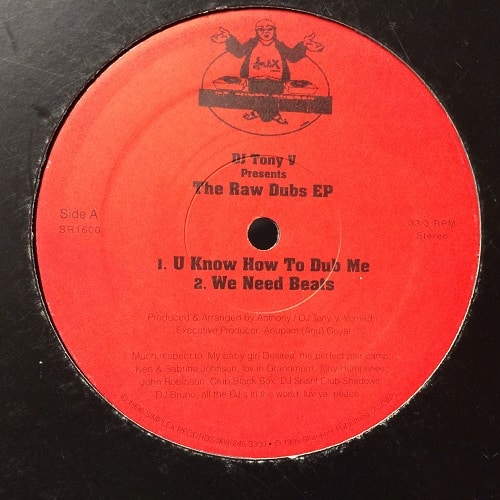 DJ Tony V
Presents
The Raw Dubs EP
Side A
SR1600
33.3 RPM
Stereo
1. U Know How To Dub Me
2. We Need Beats
Produced & Arranged by Anthony / DJ Tony V
Executive Producer: Anupam (Anu) Goyal
Much respect to: My baby girl Desiree, the perfect pair camp,
Ken & Sabrina Johnson, Tony Humphries,
John Robinson, Club Black Box, DJ Club Shadows,
DJ Bruno, all the DJ's in the world, luv ya, peace.